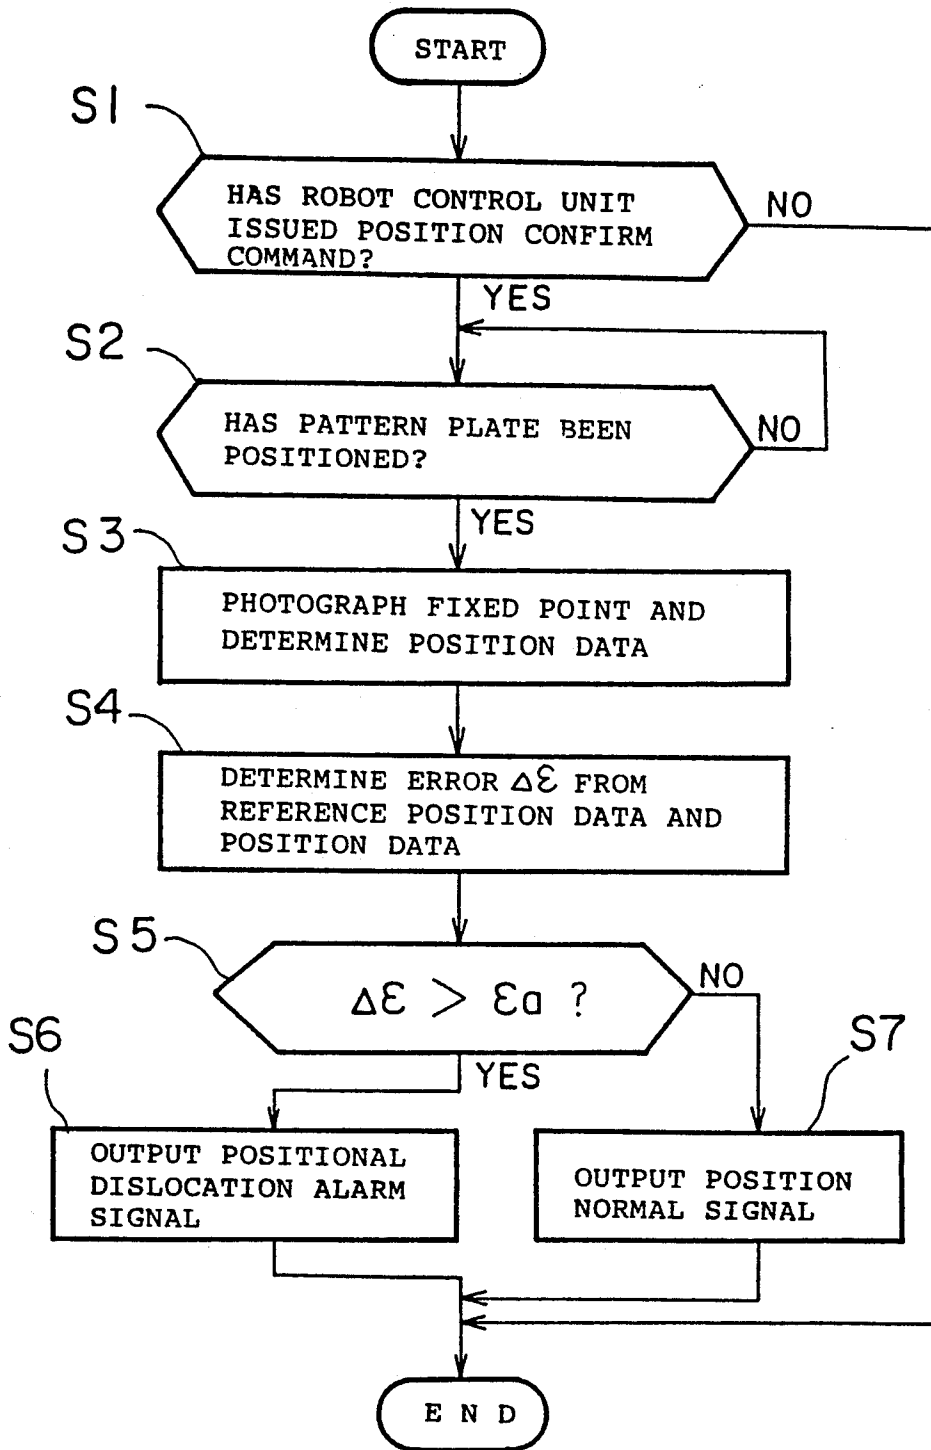 START
S1
HAS ROBOT CONTROL UNIT
ISSUED POSITION CONFIRM
COMMAND?
NO
YES
S2
HAS PATTERN PLATE BEEN
POSITIONED?
NO
YES
S3
PHOTOGRAPH FIXED POINT AND
DETERMINE POSITION DATA
S4
DETERMINE ERROR Δε FROM
REFERENCE POSITION DATA AND
POSITION DATA
S5
Δε > εa ?
NO
YES
S6
OUTPUT POSITIONAL
DISLOCATION ALARM
SIGNAL
S7
OUTPUT POSITION
NORMAL SIGNAL
END